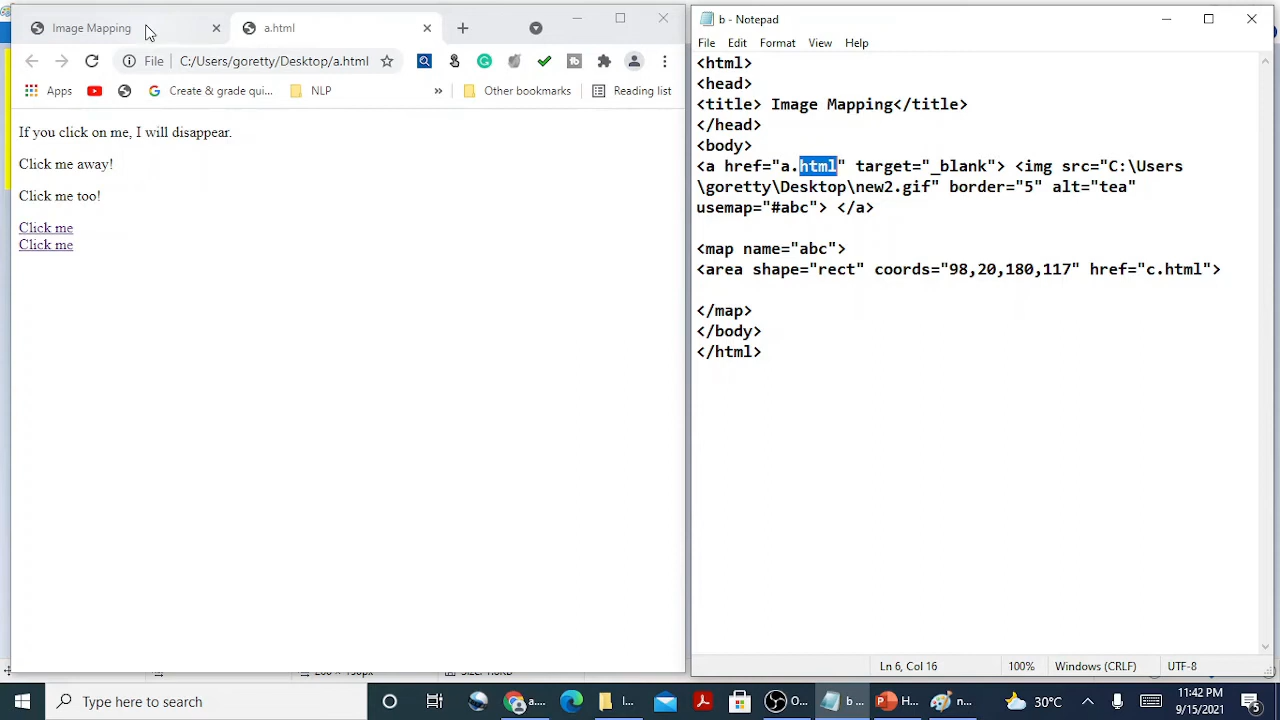 Image Mapping
a.html
File
C:/Users/goretty/Desktop/a.html
Apps
Create & grade qui...
NLP
»
Other bookmarks
Reading list
If you click on me, I will disappear.
Click me away!
Click me too!
Click me
Click me
b - Notepad
File Edit Format View Help
<html>
<head>
<title> Image Mapping</title>
</head>
<body>
<a href="a.html" target="_blank"> <img src="C:\Users
\goretty\Desktop\new2.gif" border="5" alt="tea"
usemap="#abc"> </a>
<map name="abc">
<area shape="rect" coords="98,20,180,117" href="c.html">
</map>
</body>
</html>
Ln 6, Col 16
100%
Windows (CRLF)
UTF-8
Type here to search
a....
l...
O...
b ...
H...
n...
30°C
11:42 PM
9/15/2021
5